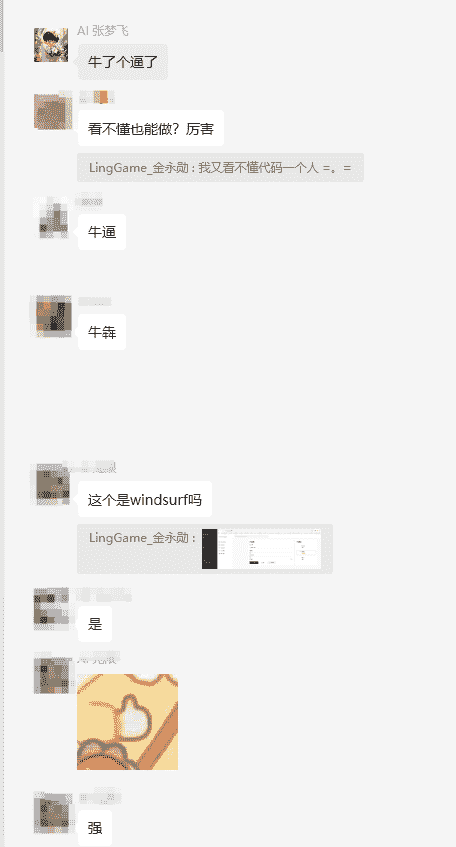 AI 张梦飞
牛了个逼了
看不懂也能做？厉害
LingGame_金永勋 : 我又看不懂代码一个人 =。=
牛逼
牛犇
这个是windsurf吗
LingGame_金永勋 :
是
强